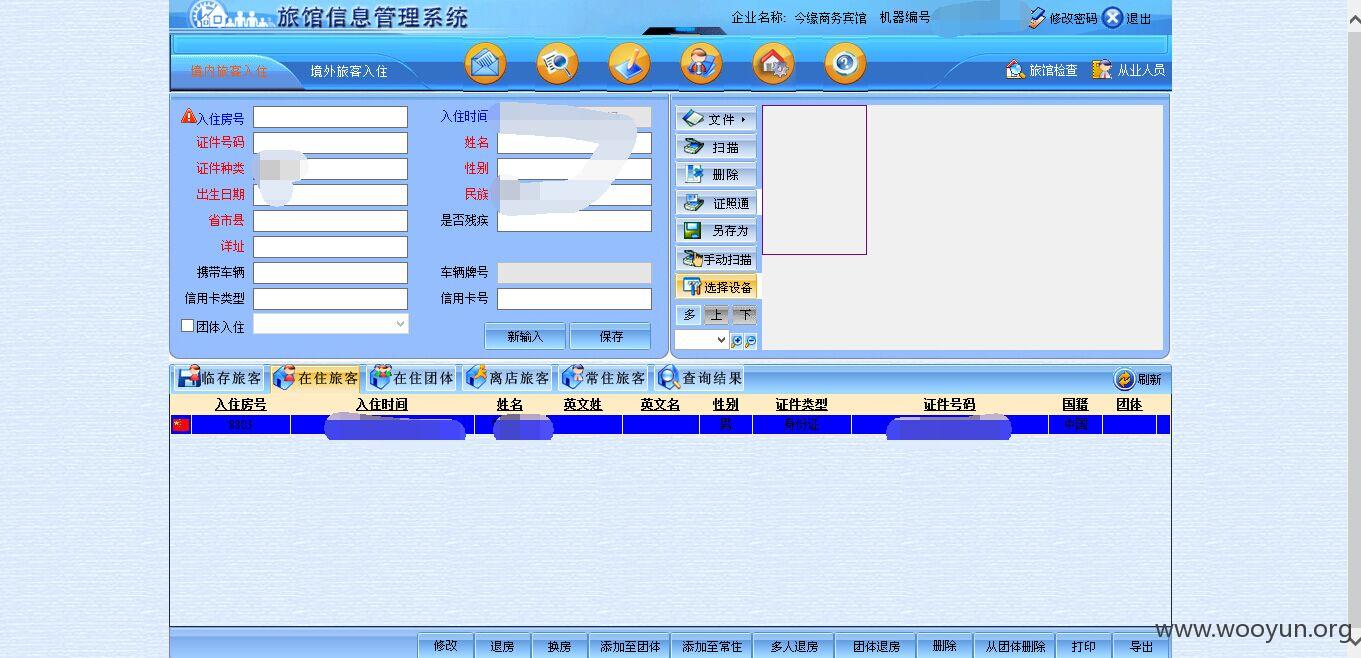 旅馆信息管理系统 企业名称: 今缘商务宾馆 机器编号 修改密码 退出
境内旅客入住 境外旅客入住 旅馆检查 从业人员
入住房号 入住时间
证件号码 姓名
证件种类 性别
出生日期 民族
省市县 是否残疾
详址
携带车辆 车辆牌号
信用卡类型 信用卡号
团体入住 新输入 保存
文件
扫描
删除
证照通
另存为
手动扫描
选择设备
多 上 下
临存旅客 在住旅客 在住团体 离店旅客 常住旅客 查询结果 刷新
入住房号 入住时间 姓名 英文姓 英文名 性别 证件类型 证件号码 国籍 团体
男 身份证 中国
修改 退房 换房 添加至团体 添加至常住 多人退房 团体退房 删除 从团体删除 打印 导出
www.wooyun.org